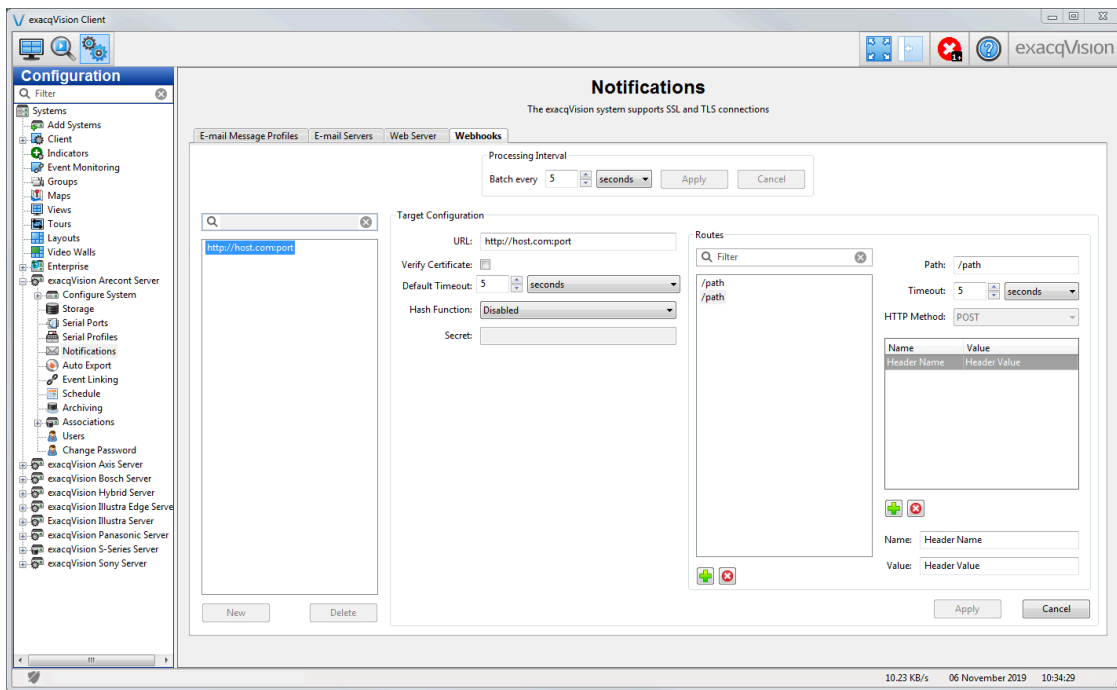 exacqVision Client
1+
exacqVision
Configuration
Filter
Systems
Add Systems
Client
Indicators
Event Monitoring
Groups
Maps
Views
Tours
Layouts
Video Walls
Enterprise
exacqVision Arecont Server
Configure System
Storage
Serial Ports
Serial Profiles
Notifications
Auto Export
Event Linking
Schedule
Archiving
Associations
Users
Change Password
exacqVision Axis Server
exacqVision Bosch Server
exacqVision Hybrid Server
exacqVision Illustra Edge Serve
ExacqVision Illustra Server
exacqVision Panasonic Server
exacqVision S-Series Server
exacqVision Sony Server
Notifications
The exacqVision system supports SSL and TLS connections
E-mail Message Profiles E-mail Servers Web Server Webhooks
Processing Interval
Batch every 5 seconds Apply Cancel
http://host.com:port
New Delete
Target Configuration
URL: http://host.com:port
Verify Certificate:
Default Timeout: 5 seconds
Hash Function: Disabled
Secret:
Routes
Filter
/path
/path
Path: /path
Timeout: 5 seconds
HTTP Method: POST
Name Value
Header Name Header Value
Name: Header Name
Value: Header Value
Apply Cancel
10.23 KB/s 06 November 2019 10:34:29